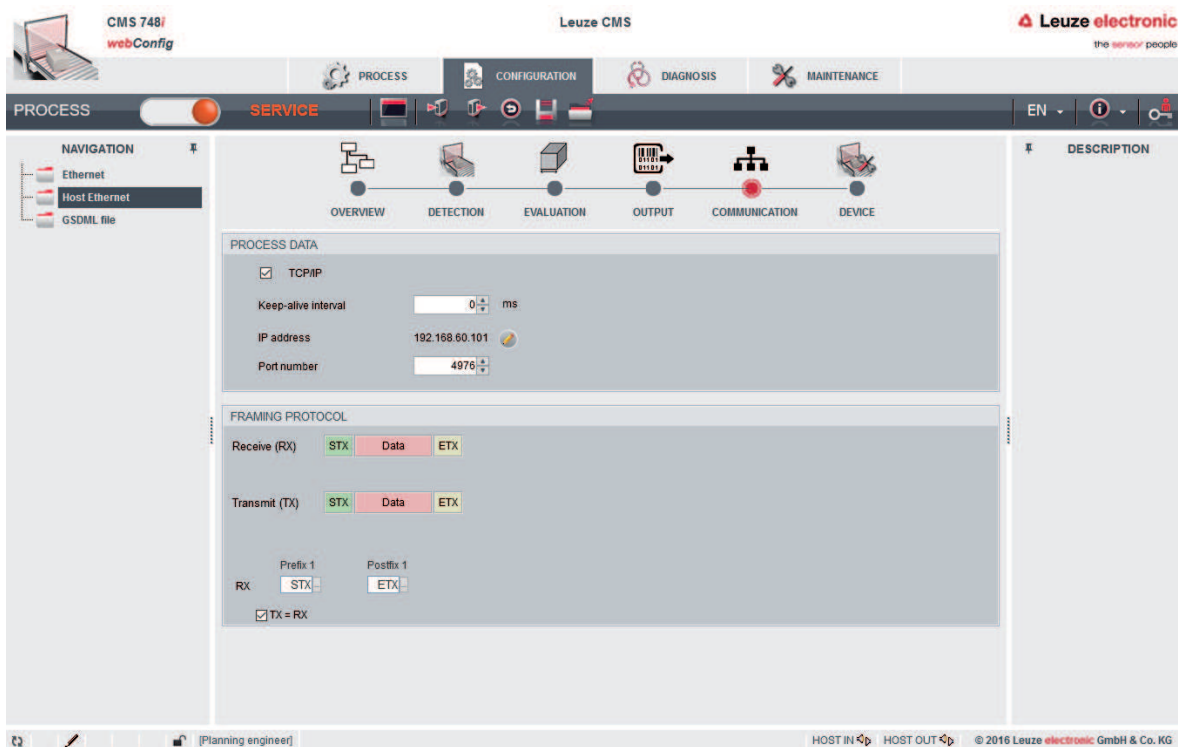 CMS 748i
webConfig
Leuze CMS
Leuze electronic
the sensor people
PROCESS
CONFIGURATION
DIAGNOSIS
MAINTENANCE
PROCESS
SERVICE
EN
NAVIGATION
Ethernet
Host Ethernet
GSDML file
OVERVIEW
DETECTION
EVALUATION
OUTPUT
COMMUNICATION
DEVICE
DESCRIPTION
PROCESS DATA
TCP/IP
Keep-alive interval 0 ms
IP address 192.168.60.101
Port number 4976
FRAMING PROTOCOL
Receive (RX) STX Data ETX
Transmit (TX) STX Data ETX
Prefix 1 Postfix 1
RX STX ETX
TX = RX
[Planning engineer]
HOST IN HOST OUT © 2016 Leuze electronic GmbH & Co. KG